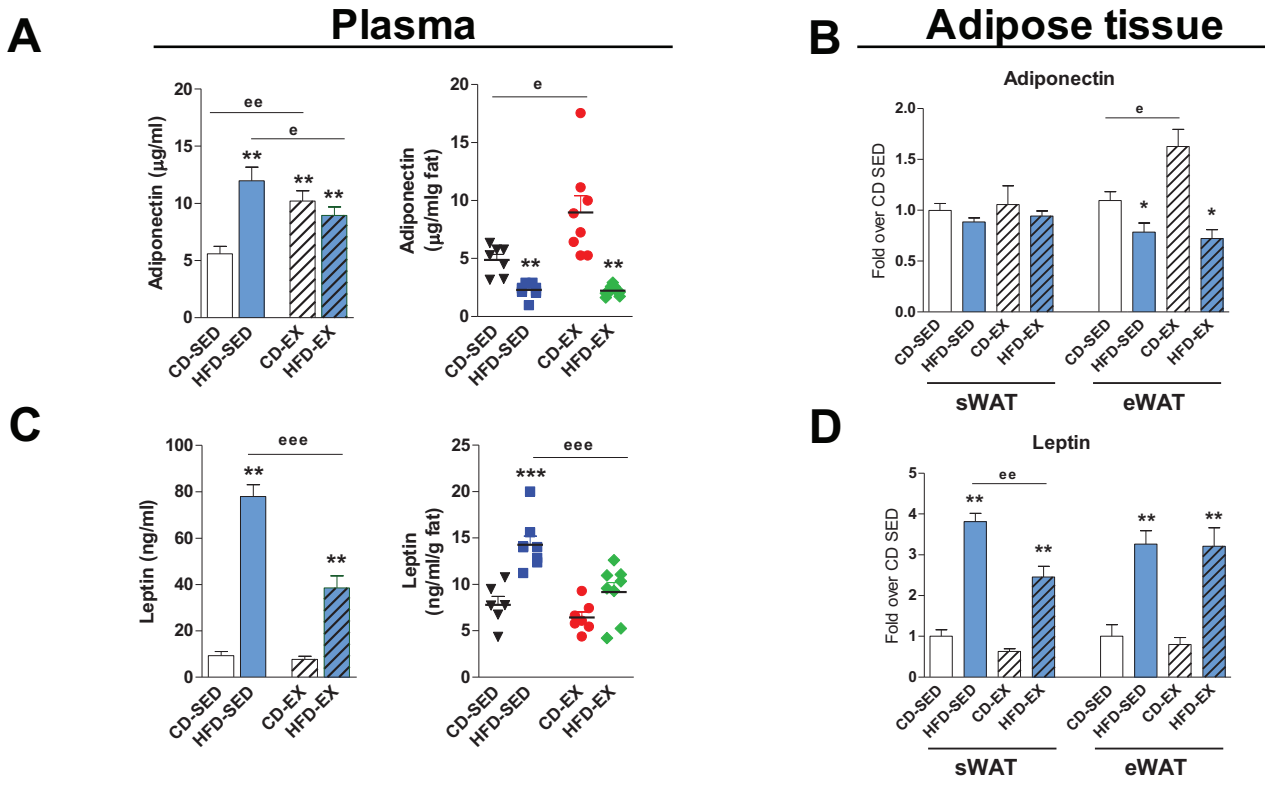 Plasma
Adipose tissue
A
Adiponectin (µg/ml)
20
15
10
5
0
ee
e
**
**
**
CD-SED
HFD-SED
CD-EX
HFD-EX
Adiponectin
(µg/mlg fat)
20
15
10
5
0
e
**
**
CD-SED
HFD-SED
CD-EX
HFD-EX
B
Adiponectin
Fold over CD SED
2.0
1.5
1.0
0.5
0.0
e
*
*
CD-SED
HFD-SED
CD-EX
HFD-EX
CD-SED
HFD-SED
CD-EX
HFD-EX
sWAT
eWAT
C
Leptin (ng/ml)
100
80
60
40
20
0
eee
**
**
CD-SED
HFD-SED
CD-EX
HFD-EX
Leptin
(ng/ml/g fat)
25
20
15
10
5
0
eee
***
CD-SED
HFD-SED
CD-EX
HFD-EX
D
Leptin
Fold over CD SED
5
4
3
2
1
0
ee
**
**
**
**
CD-SED
HFD-SED
CD-EX
HFD-EX
CD-SED
HFD-SED
CD-EX
HFD-EX
sWAT
eWAT